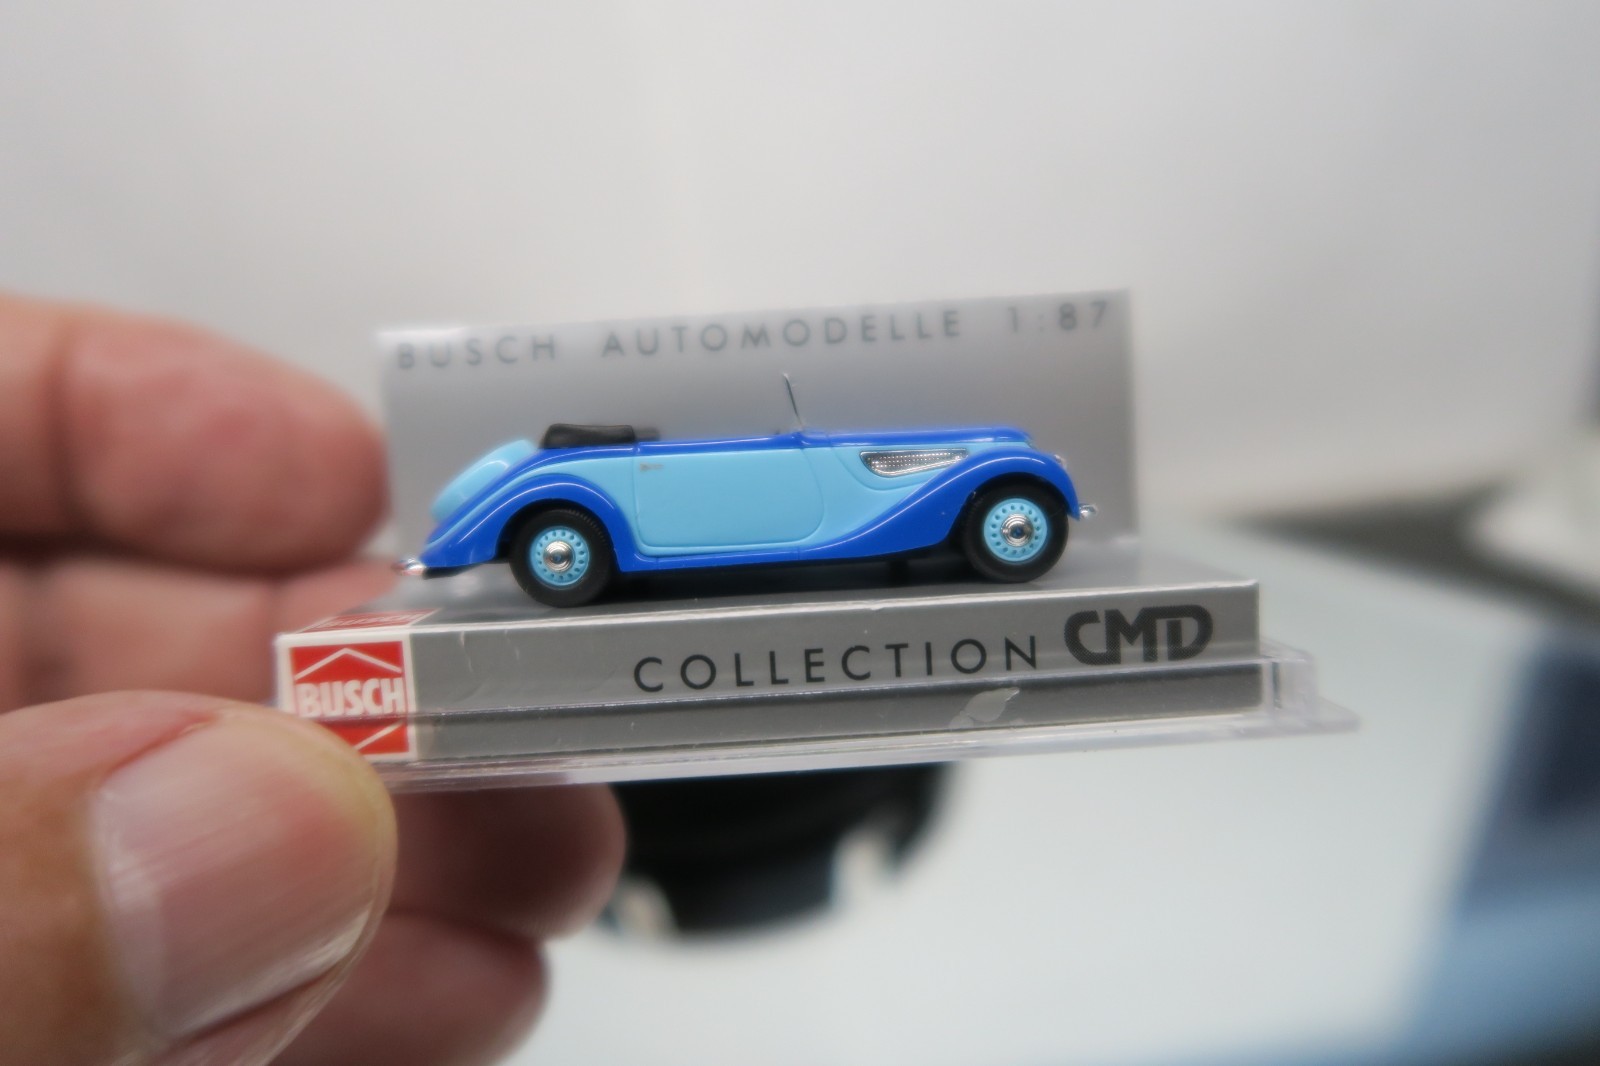 BUSCH AUTOMODELLE 1:87
COLLECTION CMD
BUSCH